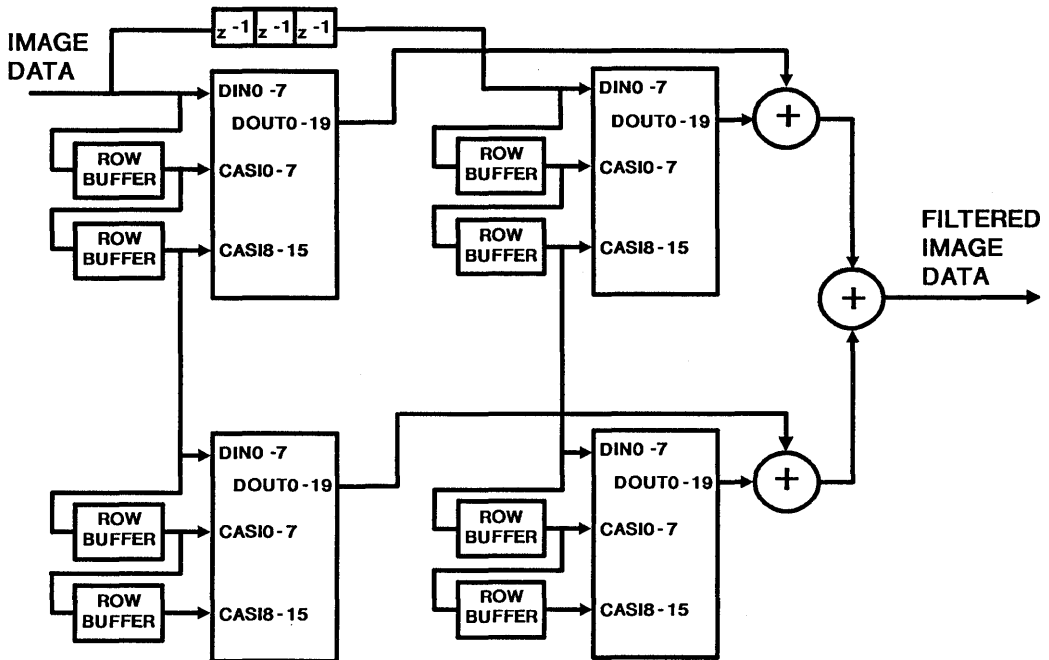 IMAGE
DATA
z -1 z -1 z -1
DIN0 -7
DOUT0 -19
ROW
BUFFER
CASI0 - 7
ROW
BUFFER
CASI8 - 15
DIN0 -7
DOUT0 -19
ROW
BUFFER
CASI0 - 7
ROW
BUFFER
CASI8 - 15
+
+
FILTERED
IMAGE
DATA
DIN0 -7
DOUT0 -19
ROW
BUFFER
CASI0 - 7
ROW
BUFFER
CASI8 - 15
DIN0 -7
DOUT0 -19
ROW
BUFFER
CASI0 - 7
ROW
BUFFER
CASI8 - 15
+